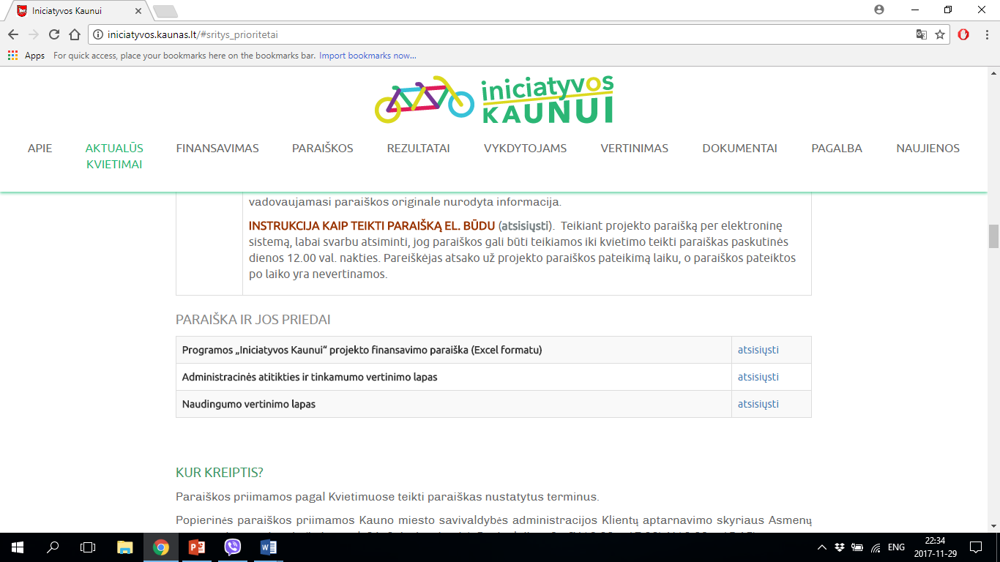 Iniciatyvos Kaunui
iniciatyvos.kaunas.lt/#sritys_prioritetai
Apps For quick access, place your bookmarks here on the bookmarks bar. Import bookmarks now...
iniciatyvos
KAUNUI
APIE AKTUALŪS FINANSAVIMAS PARAIŠKOS REZULTATAI VYKDYTOJAMS VERTINIMAS DOKUMENTAI PAGALBA NAUJIENOS
KVIETIMAI
vadovaujamasi paraiškos originale nurodyta informacija.
INSTRUKCIJA KAIP TEIKTI PARAIŠKĄ EL. BŪDU (atsisiųsti). Teikiant projekto paraišką per elektroninę
sistemą, labai svarbu atsiminti, jog paraiškos gali būti teikiamos iki kvietimo teikti paraiškas paskutinės
dienos 12.00 val. nakties. Pareiškėjas atsako už projekto paraiškos pateikimą laiku, o paraiškos pateiktos
po laiko yra nevertinamos.
PARAIŠKA IR JOS PRIEDAI
Programos „Iniciatyvos Kaunui“ projekto finansavimo paraiška (Excel formatu) atsisiųsti
Administracinės atitikties ir tinkamumo vertinimo lapas atsisiųsti
Naudingumo vertinimo lapas atsisiųsti
KUR KREIPTIS?
Paraiškos priimamos pagal Kvietimuose teikti paraiškas nustatytus terminus.
Popierinės paraiškos priimamos Kauno miesto savivaldybės administracijos Klientų aptarnavimo skyriaus Asmenų
ENG
22:34
2017-11-29